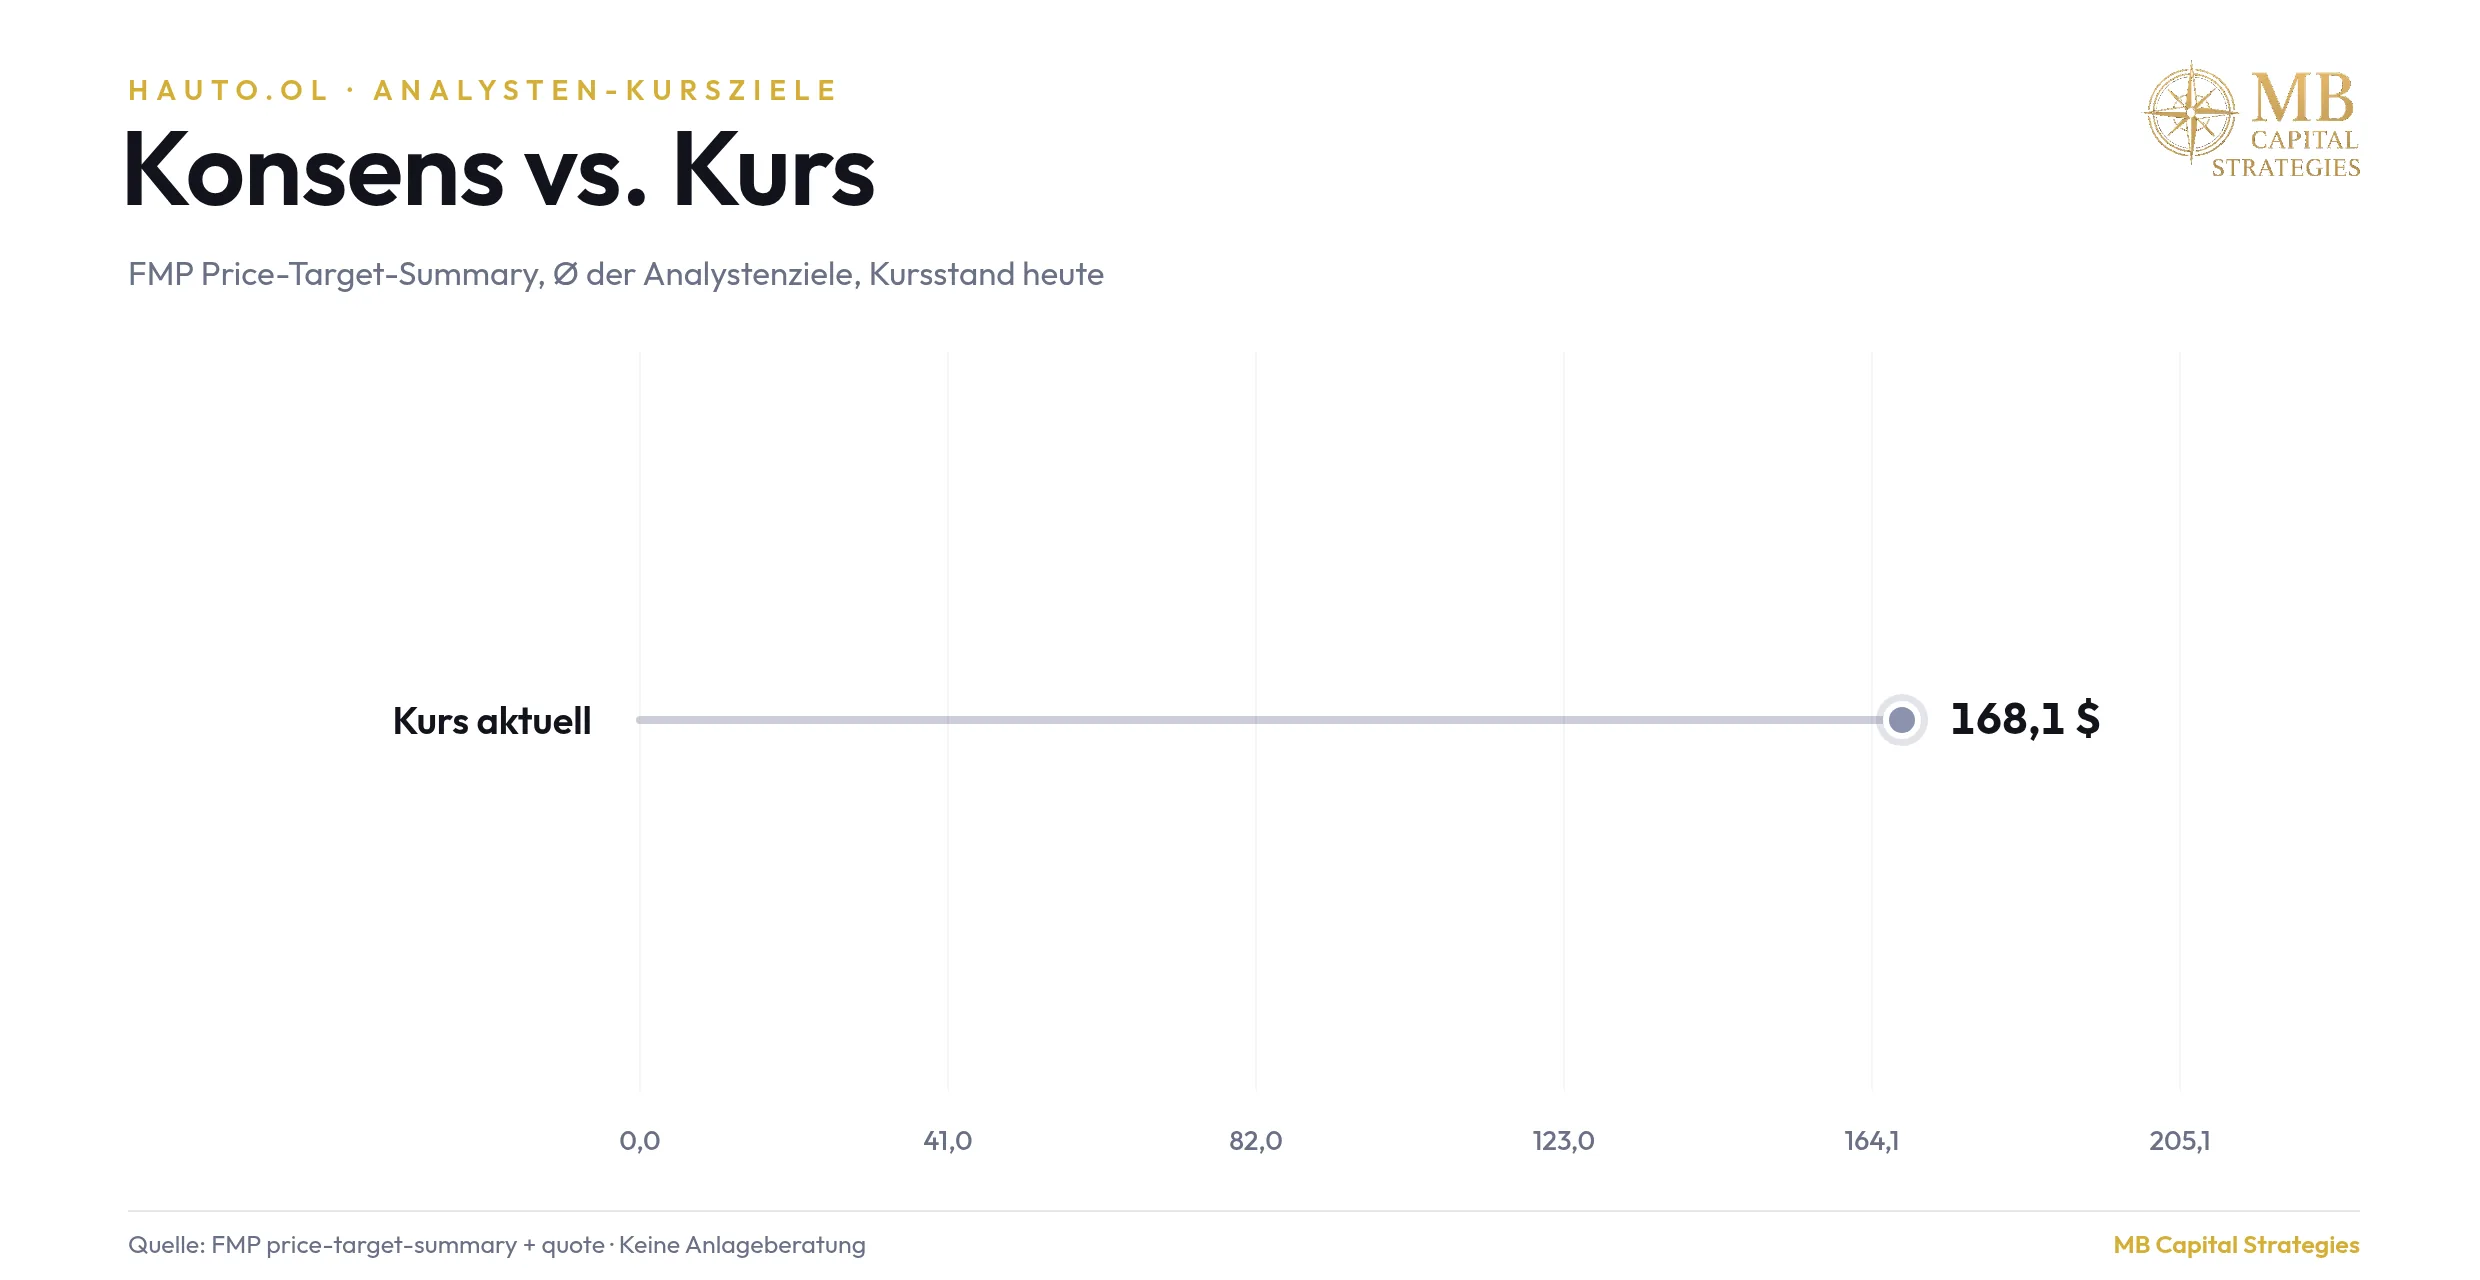 HAUTO.OL · ANALYSTEN-KURSZIELE
Konsens vs. Kurs
FMP Price-Target-Summary, Ø der Analystenziele, Kursstand heute
MB
CAPITAL
STRATEGIES
Kurs aktuell
168,1 $
0,0
41,0
82,0
123,0
164,1
205,1
Quelle: FMP price-target-summary + quote · Keine Anlageberatung
MB Capital Strategies